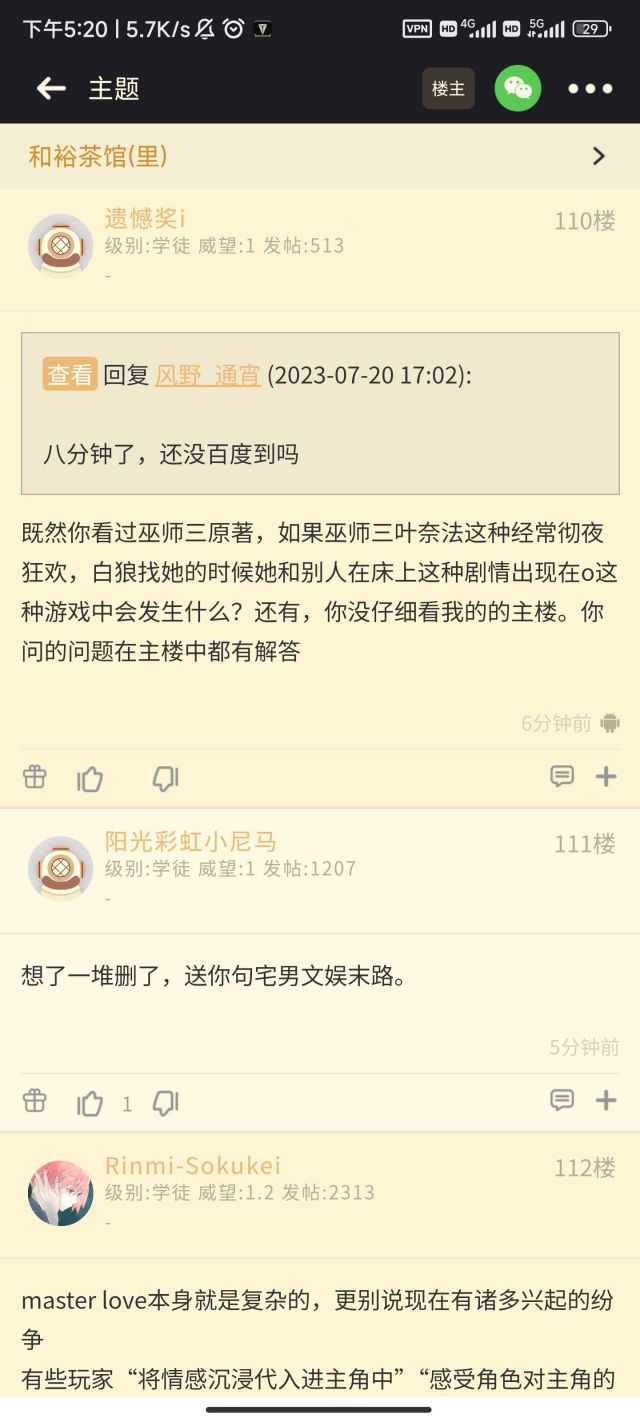 下午5:20 | 5.7K/s VPN HD 4G HD 5G 29
主题 楼主
和裕茶馆(里)
遗憾奖i 110楼
级别:学徒 威望:1 发帖:513
-
查看 回复 风野_通宵 (2023-07-20 17:02):
八分钟了，还没百度到吗
既然你看过巫师三原著，如果巫师三叶奈法这种经常彻夜
狂欢，白狼找她的时候她和别人在床上这种剧情出现在o这
种游戏中会发生什么？还有，你没仔细看我的的主楼。你
问的问题在主楼中都有解答
6分钟前
阳光彩虹小尼马 111楼
级别:学徒 威望:1 发帖:1207
-
想了一堆删了，送你句宅男文娱末路。
5分钟前
1
Rinmi-Sokukei 112楼
级别:学徒 威望:1.2 发帖:2313
-
master love本身就是复杂的，更别说现在有诸多兴起的纷
争
有些玩家“将情感沉浸代入进主角中”“感受角色对主角的